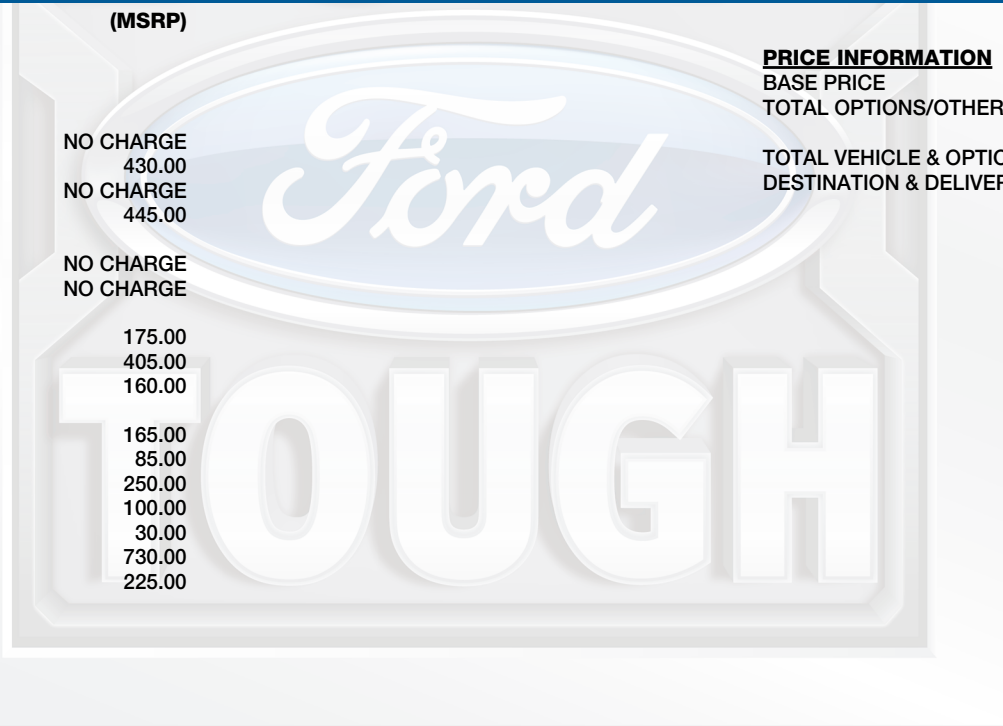 (MSRP)
NO CHARGE
430.00
NO CHARGE
445.00
NO CHARGE
NO CHARGE
175.00
405.00
160.00
165.00
85.00
250.00
100.00
30.00
730.00
225.00
PRICE INFORMATION
BASE PRICE
TOTAL OPTIONS/OTHER
TOTAL VEHICLE & OPTIO
DESTINATION & DELIVER
Ford
TOUGH